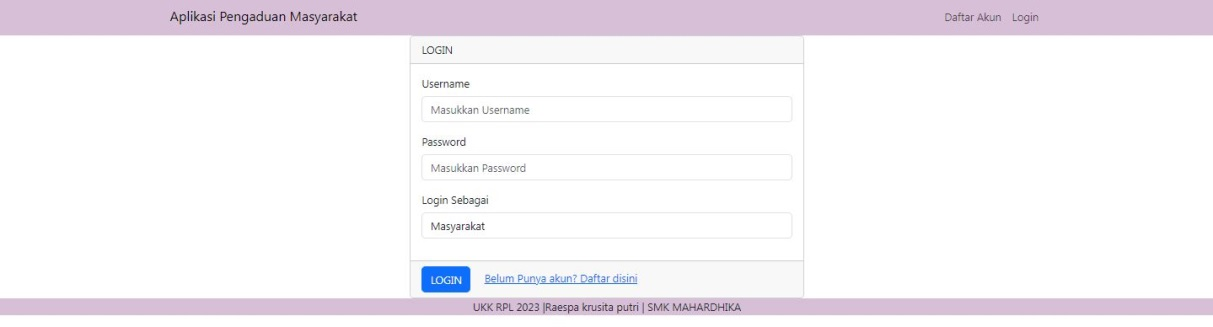 Aplikasi Pengaduan Masyarakat
Daftar Akun Login
LOGIN
Username
Masukkan Username
Password
Masukkan Password
Login Sebagai
Masyarakat
LOGIN Belum Punya akun? Daftar disini
UKK RPL 2023 |Raespa krusita putri | SMK MAHARDHIKA